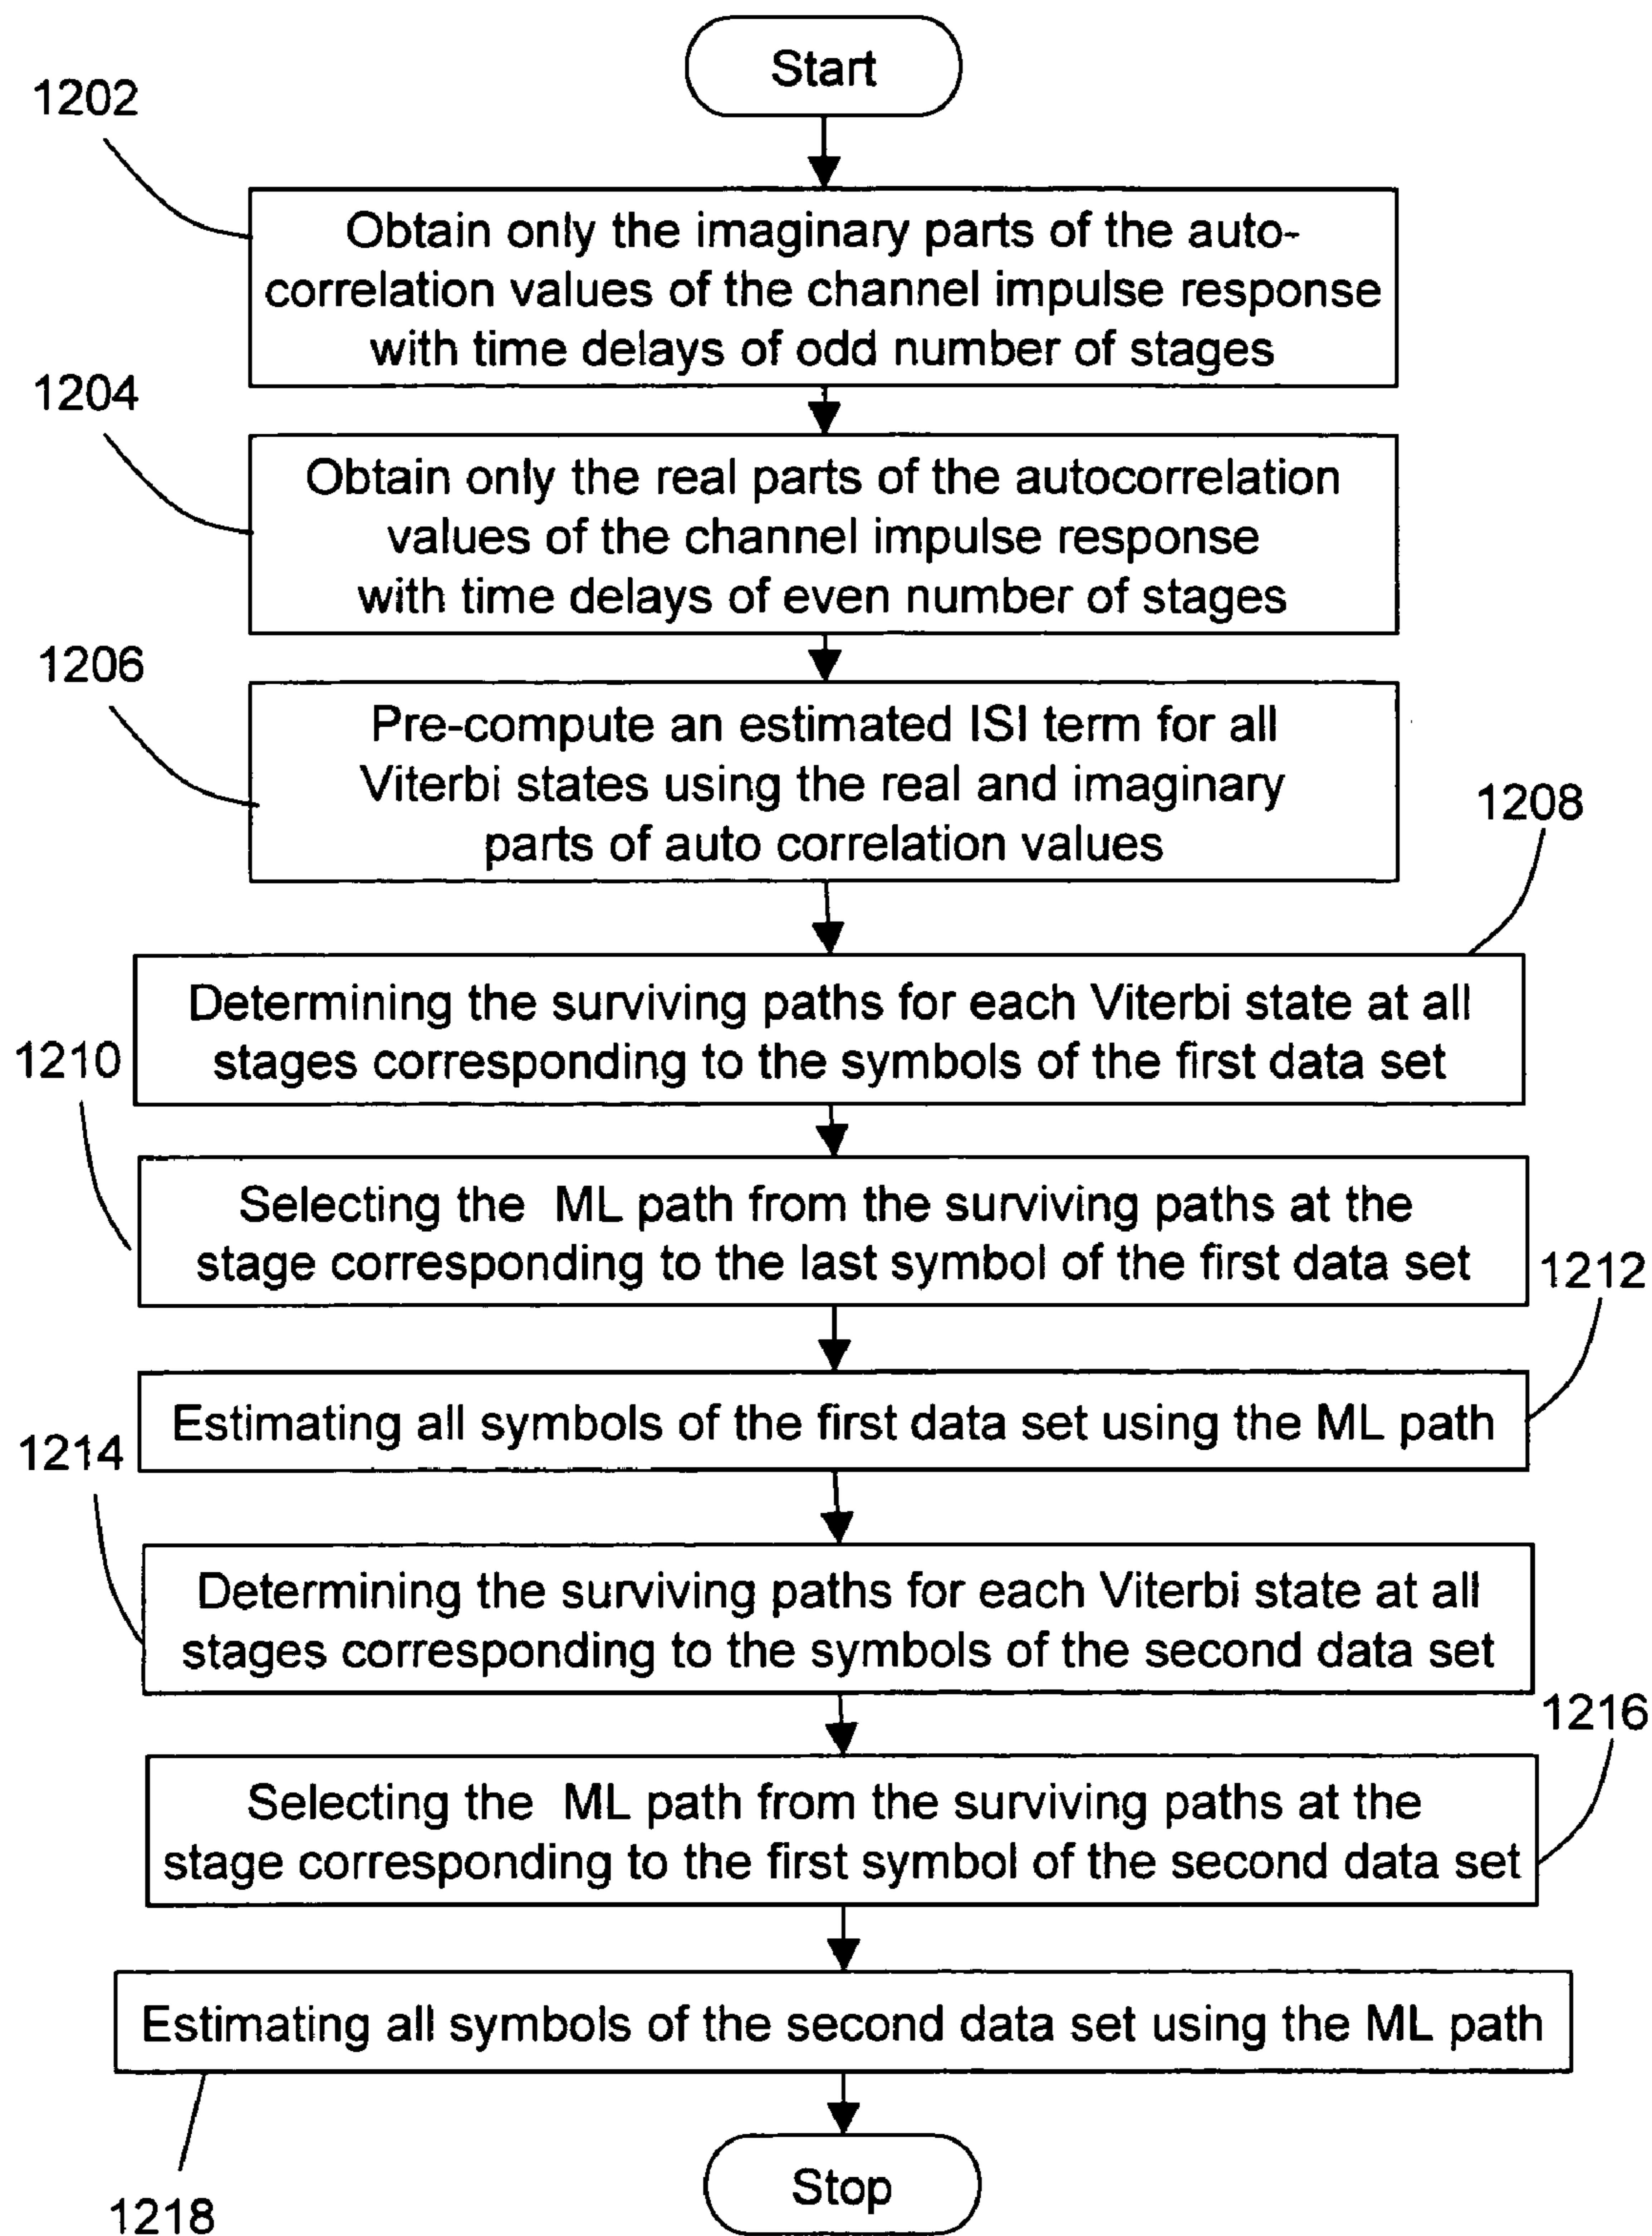 Start
1202
Obtain only the imaginary parts of the auto-
correlation values of the channel impulse response
with time delays of odd number of stages
1204
Obtain only the real parts of the autocorrelation
values of the channel impulse response
with time delays of even number of stages
1206
Pre-compute an estimated ISI term for all
Viterbi states using the real and imaginary
parts of auto correlation values
1208
Determining the surviving paths for each Viterbi state at all
stages corresponding to the symbols of the first data set
1210
Selecting the ML path from the surviving paths at the
stage corresponding to the last symbol of the first data set
1212
Estimating all symbols of the first data set using the ML path
1214
Determining the surviving paths for each Viterbi state at all
stages corresponding to the symbols of the second data set
1216
Selecting the ML path from the surviving paths at the
stage corresponding to the first symbol of the second data set
Estimating all symbols of the second data set using the ML path
1218
Stop